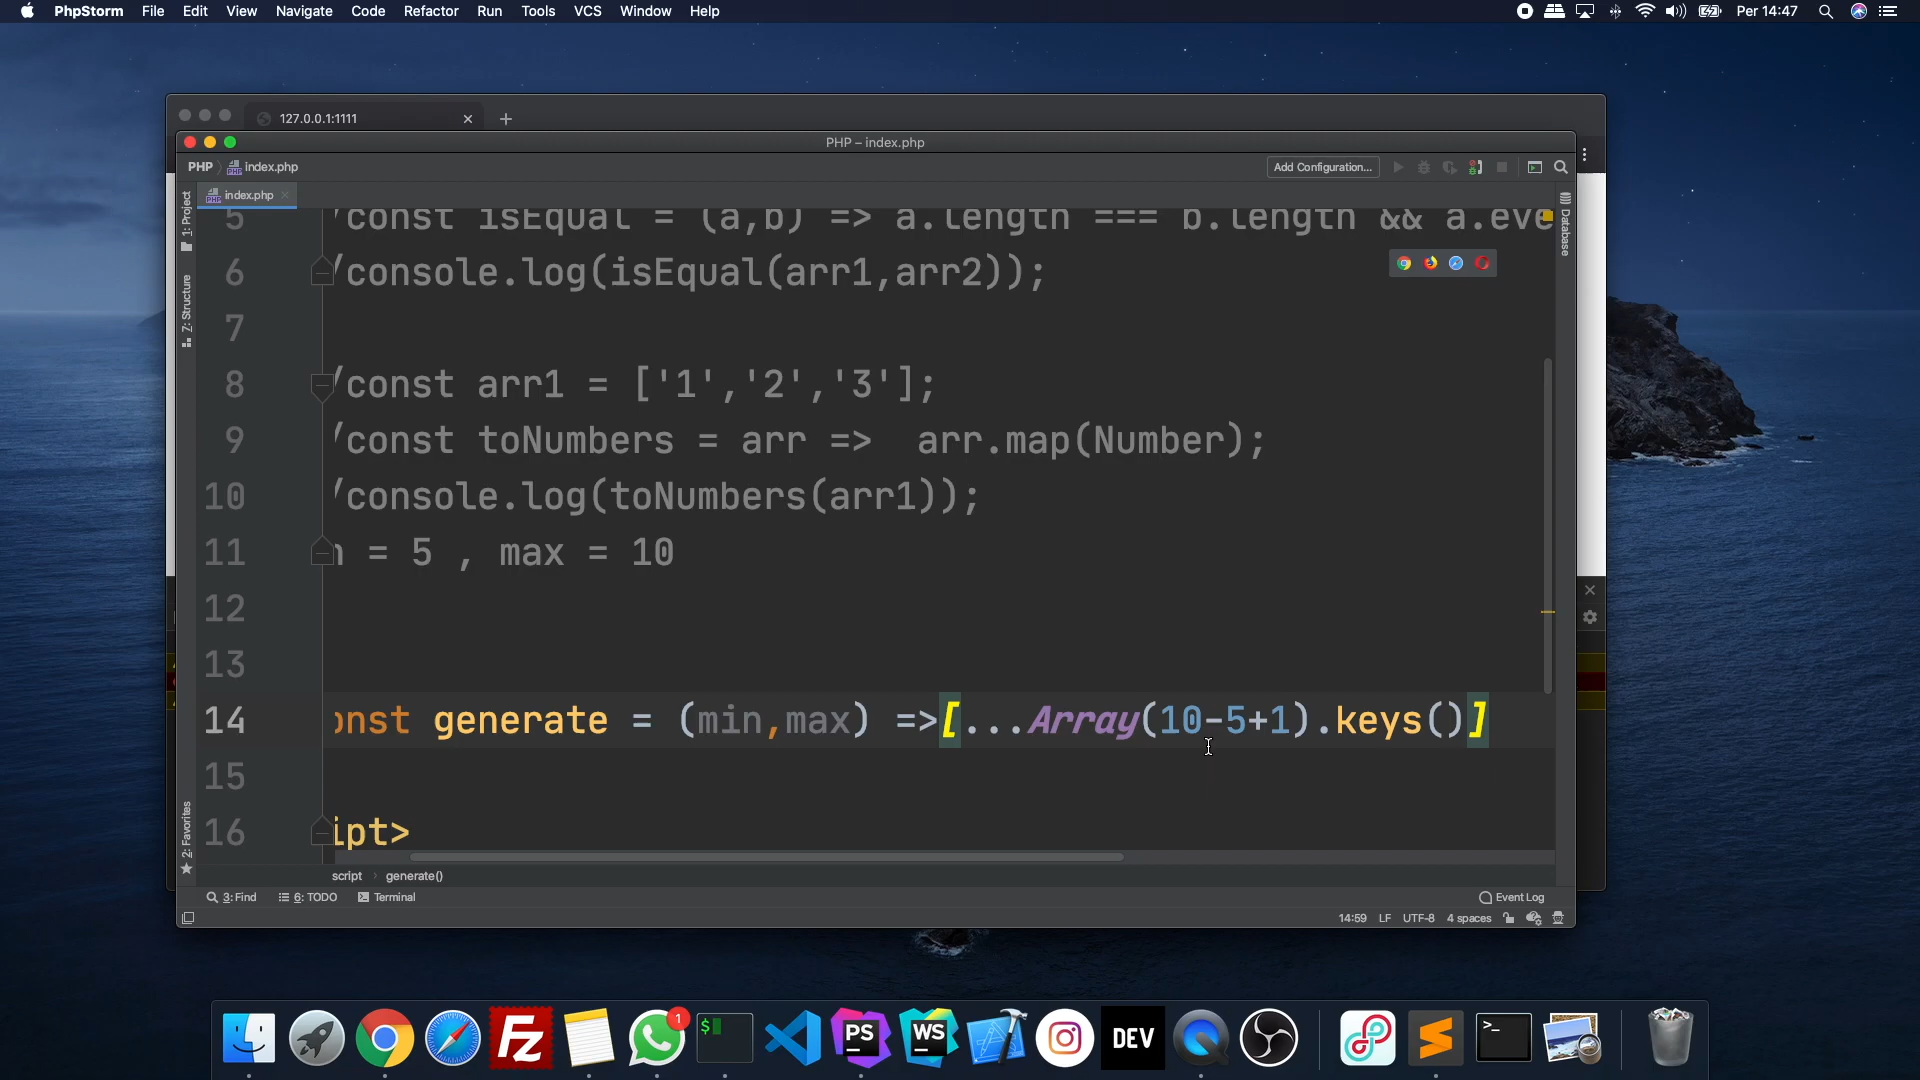 PhpStorm File Edit View Navigate Code Refactor Run Tools VCS Window Help
Per 14:47
127.0.0.1:1111
PHP – index.php
PHP index.php
Add Configuration...
index.php
1: Project
Z: Structure
2: Favorites
Database
5 /const isEqual = (a,b) => a.length === b.length && a.eve
6 /console.log(isEqual(arr1,arr2));
7
8 /const arr1 = ['1','2','3'];
9 /const toNumbers = arr =>  arr.map(Number);
10 /console.log(toNumbers(arr1));
11 n = 5 , max = 10
12
13
14 onst generate = (min,max) =>[...Array(10-5+1).keys()]
15
16 ipt>
script generate()
3: Find 6: TODO Terminal
Event Log
14:59 LF UTF-8 4 spaces
Fz
1
$
PS
WS
DEV
>_